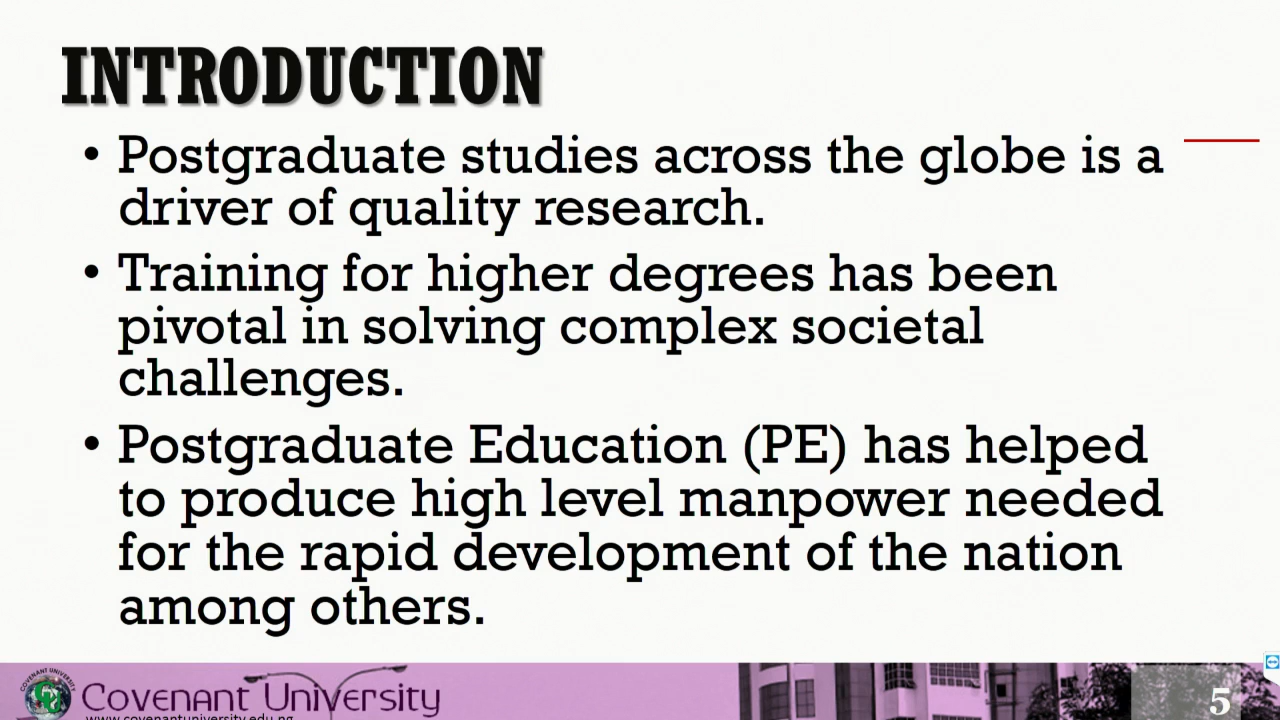 INTRODUCTION
• Postgraduate studies across the globe is a
driver of quality research.
• Training for higher degrees has been
pivotal in solving complex societal
challenges.
• Postgraduate Education (PE) has helped
to produce high level manpower needed
for the rapid development of the nation
among others.
COVENANT UNIVERSITY
Covenant University
www.covenantuniversity.edu.ng
5